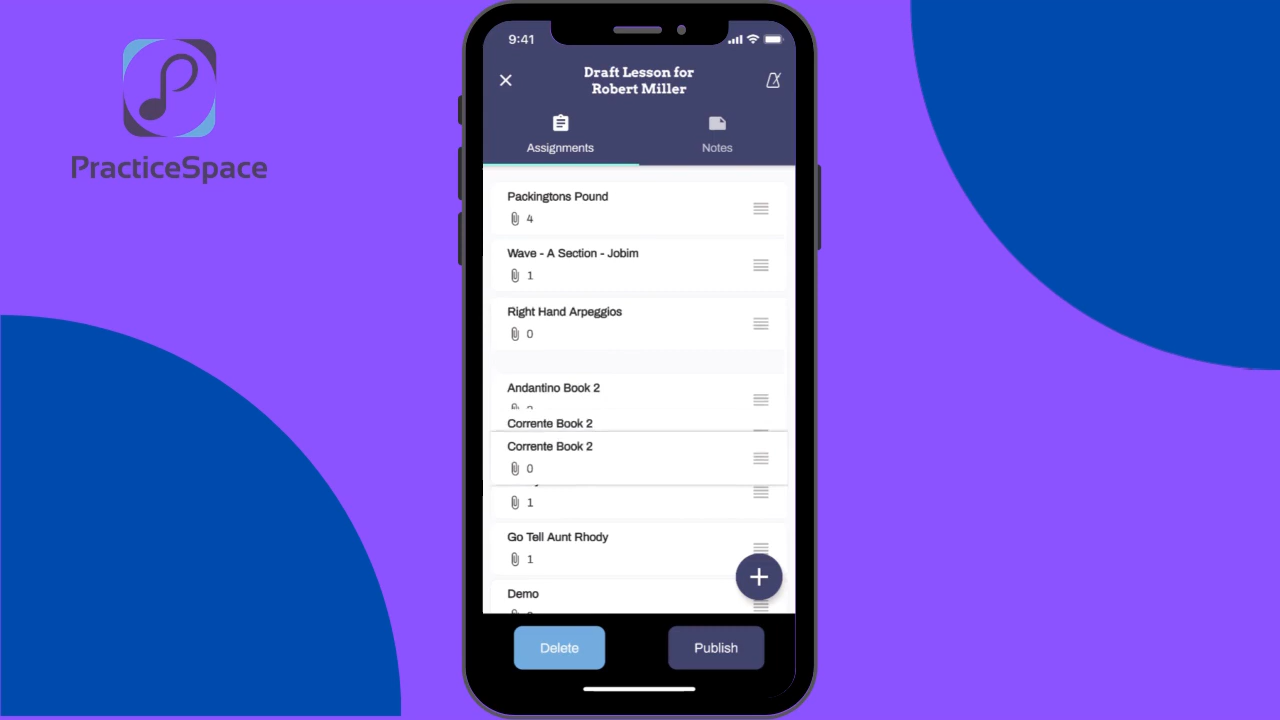 PracticeSpace
9:41
Draft Lesson for
Robert Miller
Assignments
Notes
Packingtons Pound
4
Wave - A Section - Jobim
1
Right Hand Arpeggios
0
Andantino Book 2
Corrente Book 2
Corrente Book 2
0
1
Go Tell Aunt Rhody
1
Demo
Delete
Publish